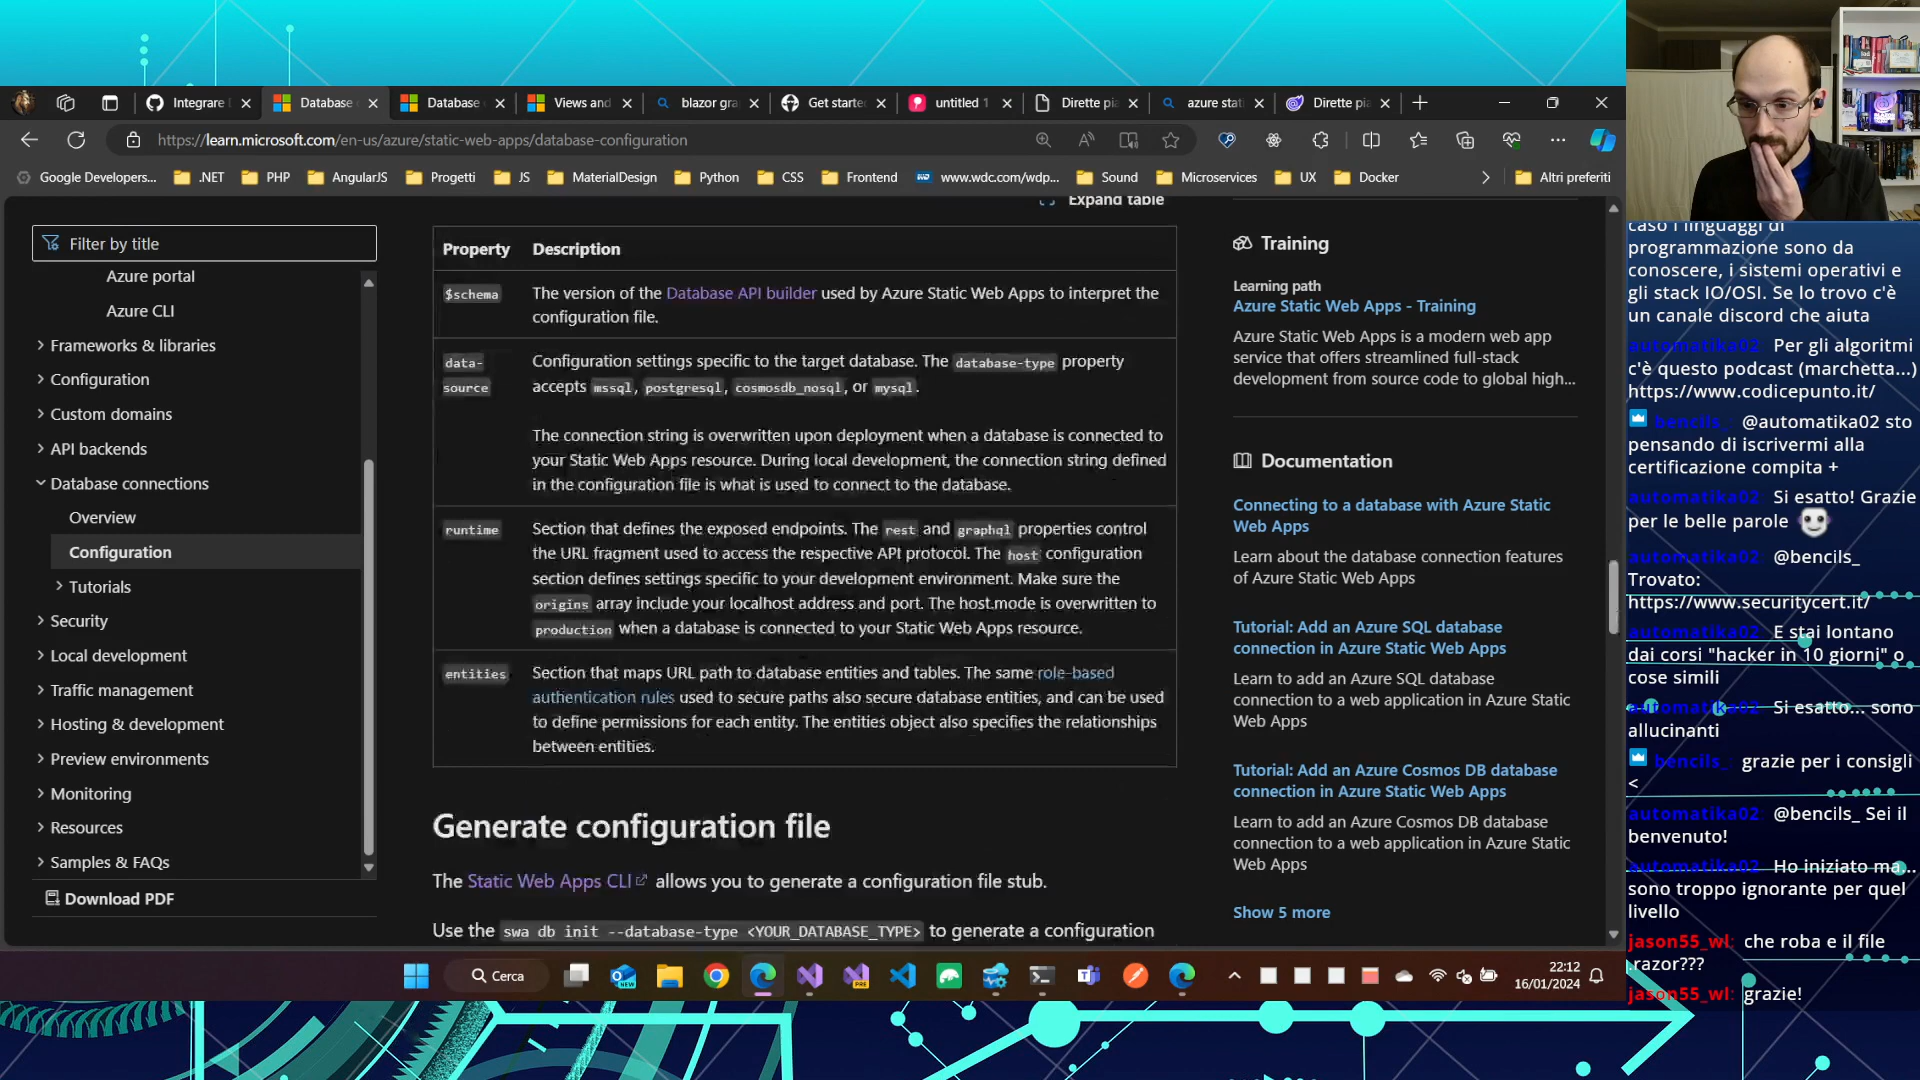 Integrare
Database
Database
Views and
blazor gra
Get starte
untitled 1
Dirette pia
azure stati
Dirette pia
https://learn.microsoft.com/en-us/azure/static-web-apps/database-configuration
Google Developers...
.NET
PHP
AngularJS
Progetti
JS
MaterialDesign
Python
CSS
Frontend
www.wdc.com/wdp...
Sound
Microservices
UX
Docker
Altri preferiti
Filter by title
Azure portal
Azure CLI
Frameworks & libraries
Configuration
Custom domains
API backends
Database connections
Overview
Configuration
Tutorials
Security
Local development
Traffic management
Hosting & development
Preview environments
Monitoring
Resources
Samples & FAQs
Download PDF
Expand table
Property Description
$schema The version of the Database API builder used by Azure Static Web Apps to interpret the
configuration file.
data-
source
Configuration settings specific to the target database. The database-type property
accepts mssql, postgresql, cosmosdb_nosql, or mysql.
The connection string is overwritten upon deployment when a database is connected to
your Static Web Apps resource. During local development, the connection string defined
in the configuration file is what is used to connect to the database.
runtime Section that defines the exposed endpoints. The rest and graphql properties control
the URL fragment used to access the respective API protocol. The host configuration
section defines settings specific to your development environment. Make sure the
origins array include your localhost address and port. The host.mode is overwritten to
production when a database is connected to your Static Web Apps resource.
entities Section that maps URL path to database entities and tables. The same role-based
authentication rules used to secure paths also secure database entities, and can be used
to define permissions for each entity. The entities object also specifies the relationships
between entities.
Generate configuration file
The Static Web Apps CLI allows you to generate a configuration file stub.
Use the swa db init --database-type <YOUR_DATABASE_TYPE> to generate a configuration
Training
Learning path
Azure Static Web Apps - Training
Azure Static Web Apps is a modern web app
service that offers streamlined full-stack
development from source code to global high...
Documentation
Connecting to a database with Azure Static
Web Apps
Learn about the database connection features
of Azure Static Web Apps
Tutorial: Add an Azure SQL database
connection in Azure Static Web Apps
Learn to add an Azure SQL database
connection to a web application in Azure Static
Web Apps
Tutorial: Add an Azure Cosmos DB database
connection in Azure Static Web Apps
Learn to add an Azure Cosmos DB database
connection to a web application in Azure Static
Web Apps
Show 5 more
Cerca
22:12
16/01/2024
caso i linguaggi di
programmazione sono da
conoscere, i sistemi operativi e
gli stack IO/OSI. Se lo trovo c'è
un canale discord che aiuta
automatika02: Per gli algoritmi
c'è questo podcast (marchetta...)
https://www.codicepunto.it/
bencils_: @automatika02 sto
pensando di iscrivermi alla
certificazione compita +
automatika02: Si esatto! Grazie
per le belle parole
automatika02: @bencils_
Trovato:
https://www.securitycert.it/
automatika02: E stai lontano
dai corsi "hacker in 10 giorni" o
cose simili
automatika02: Si esatto... sono
allucinanti
bencils_: grazie per i consigli
<
automatika02: @bencils_ Sei il
benvenuto!
automatika02: Ho iniziato ma...
sono troppo ignorante per quel
livello
jason55_wl: che roba e il file
.razor???
jason55_wl: grazie!